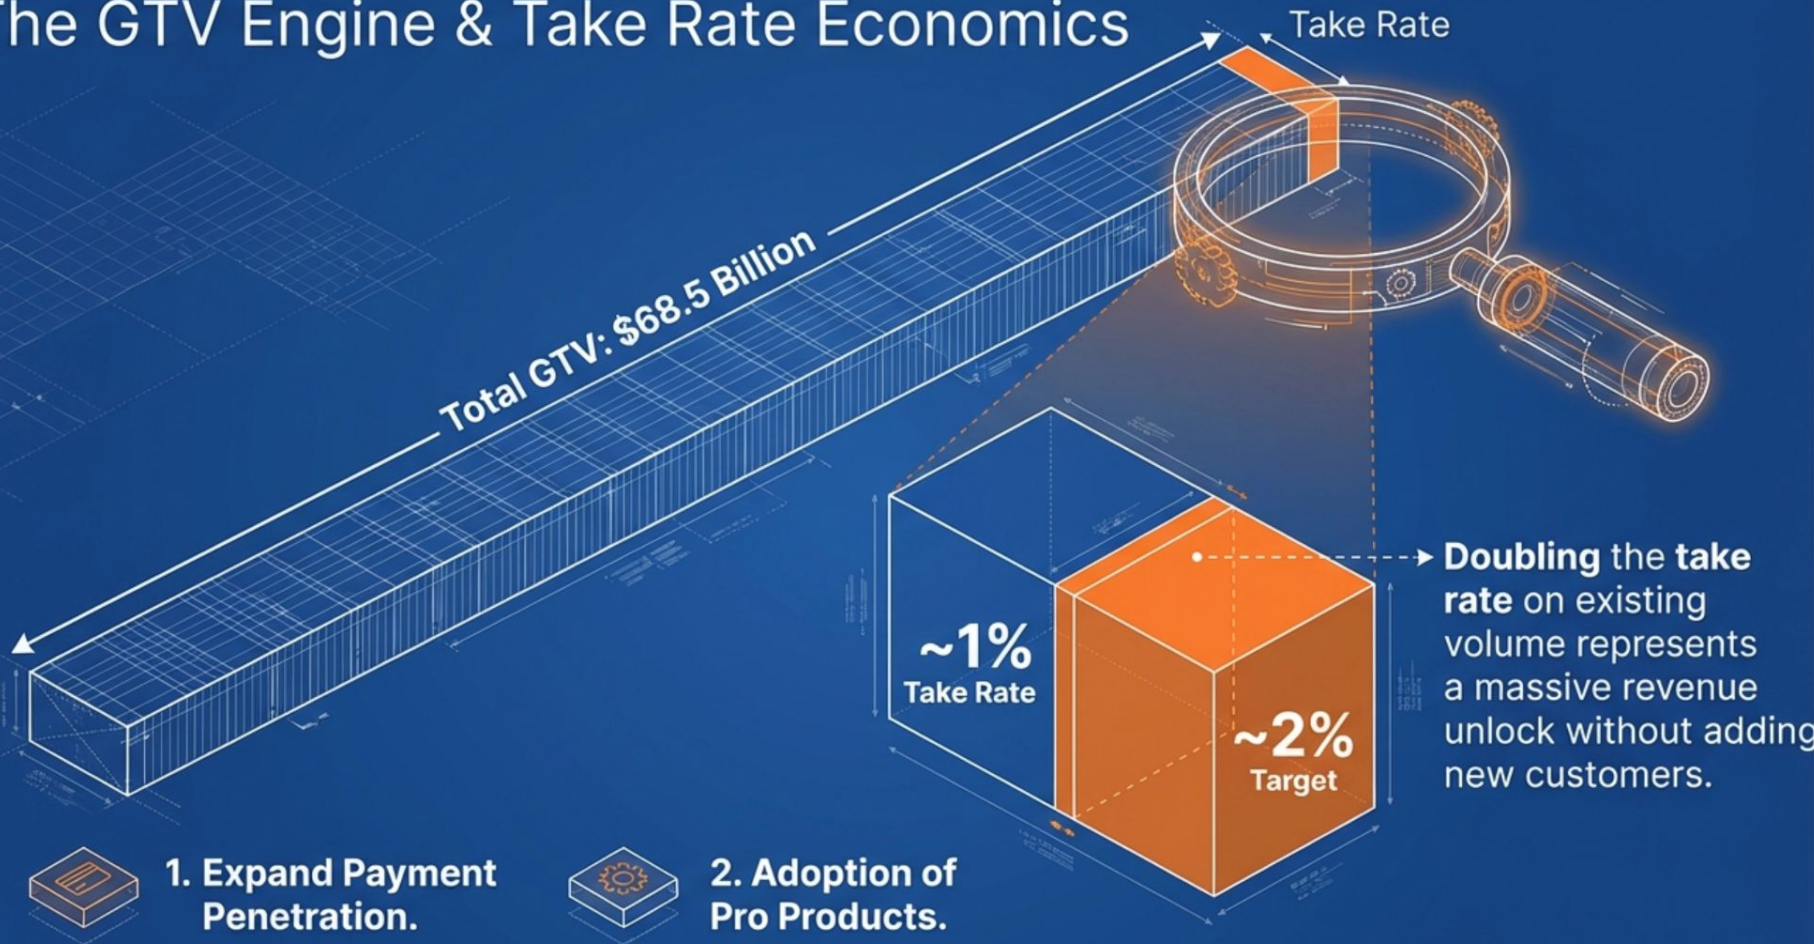 The GTV Engine & Take Rate Economics
Take Rate
Total GTV: $68.5 Billion
~1%
Take Rate
~2%
Target
Doubling the take
rate on existing
volume represents
a massive revenue
unlock without adding
new customers.
1. Expand Payment
Penetration.
2. Adoption of
Pro Products.